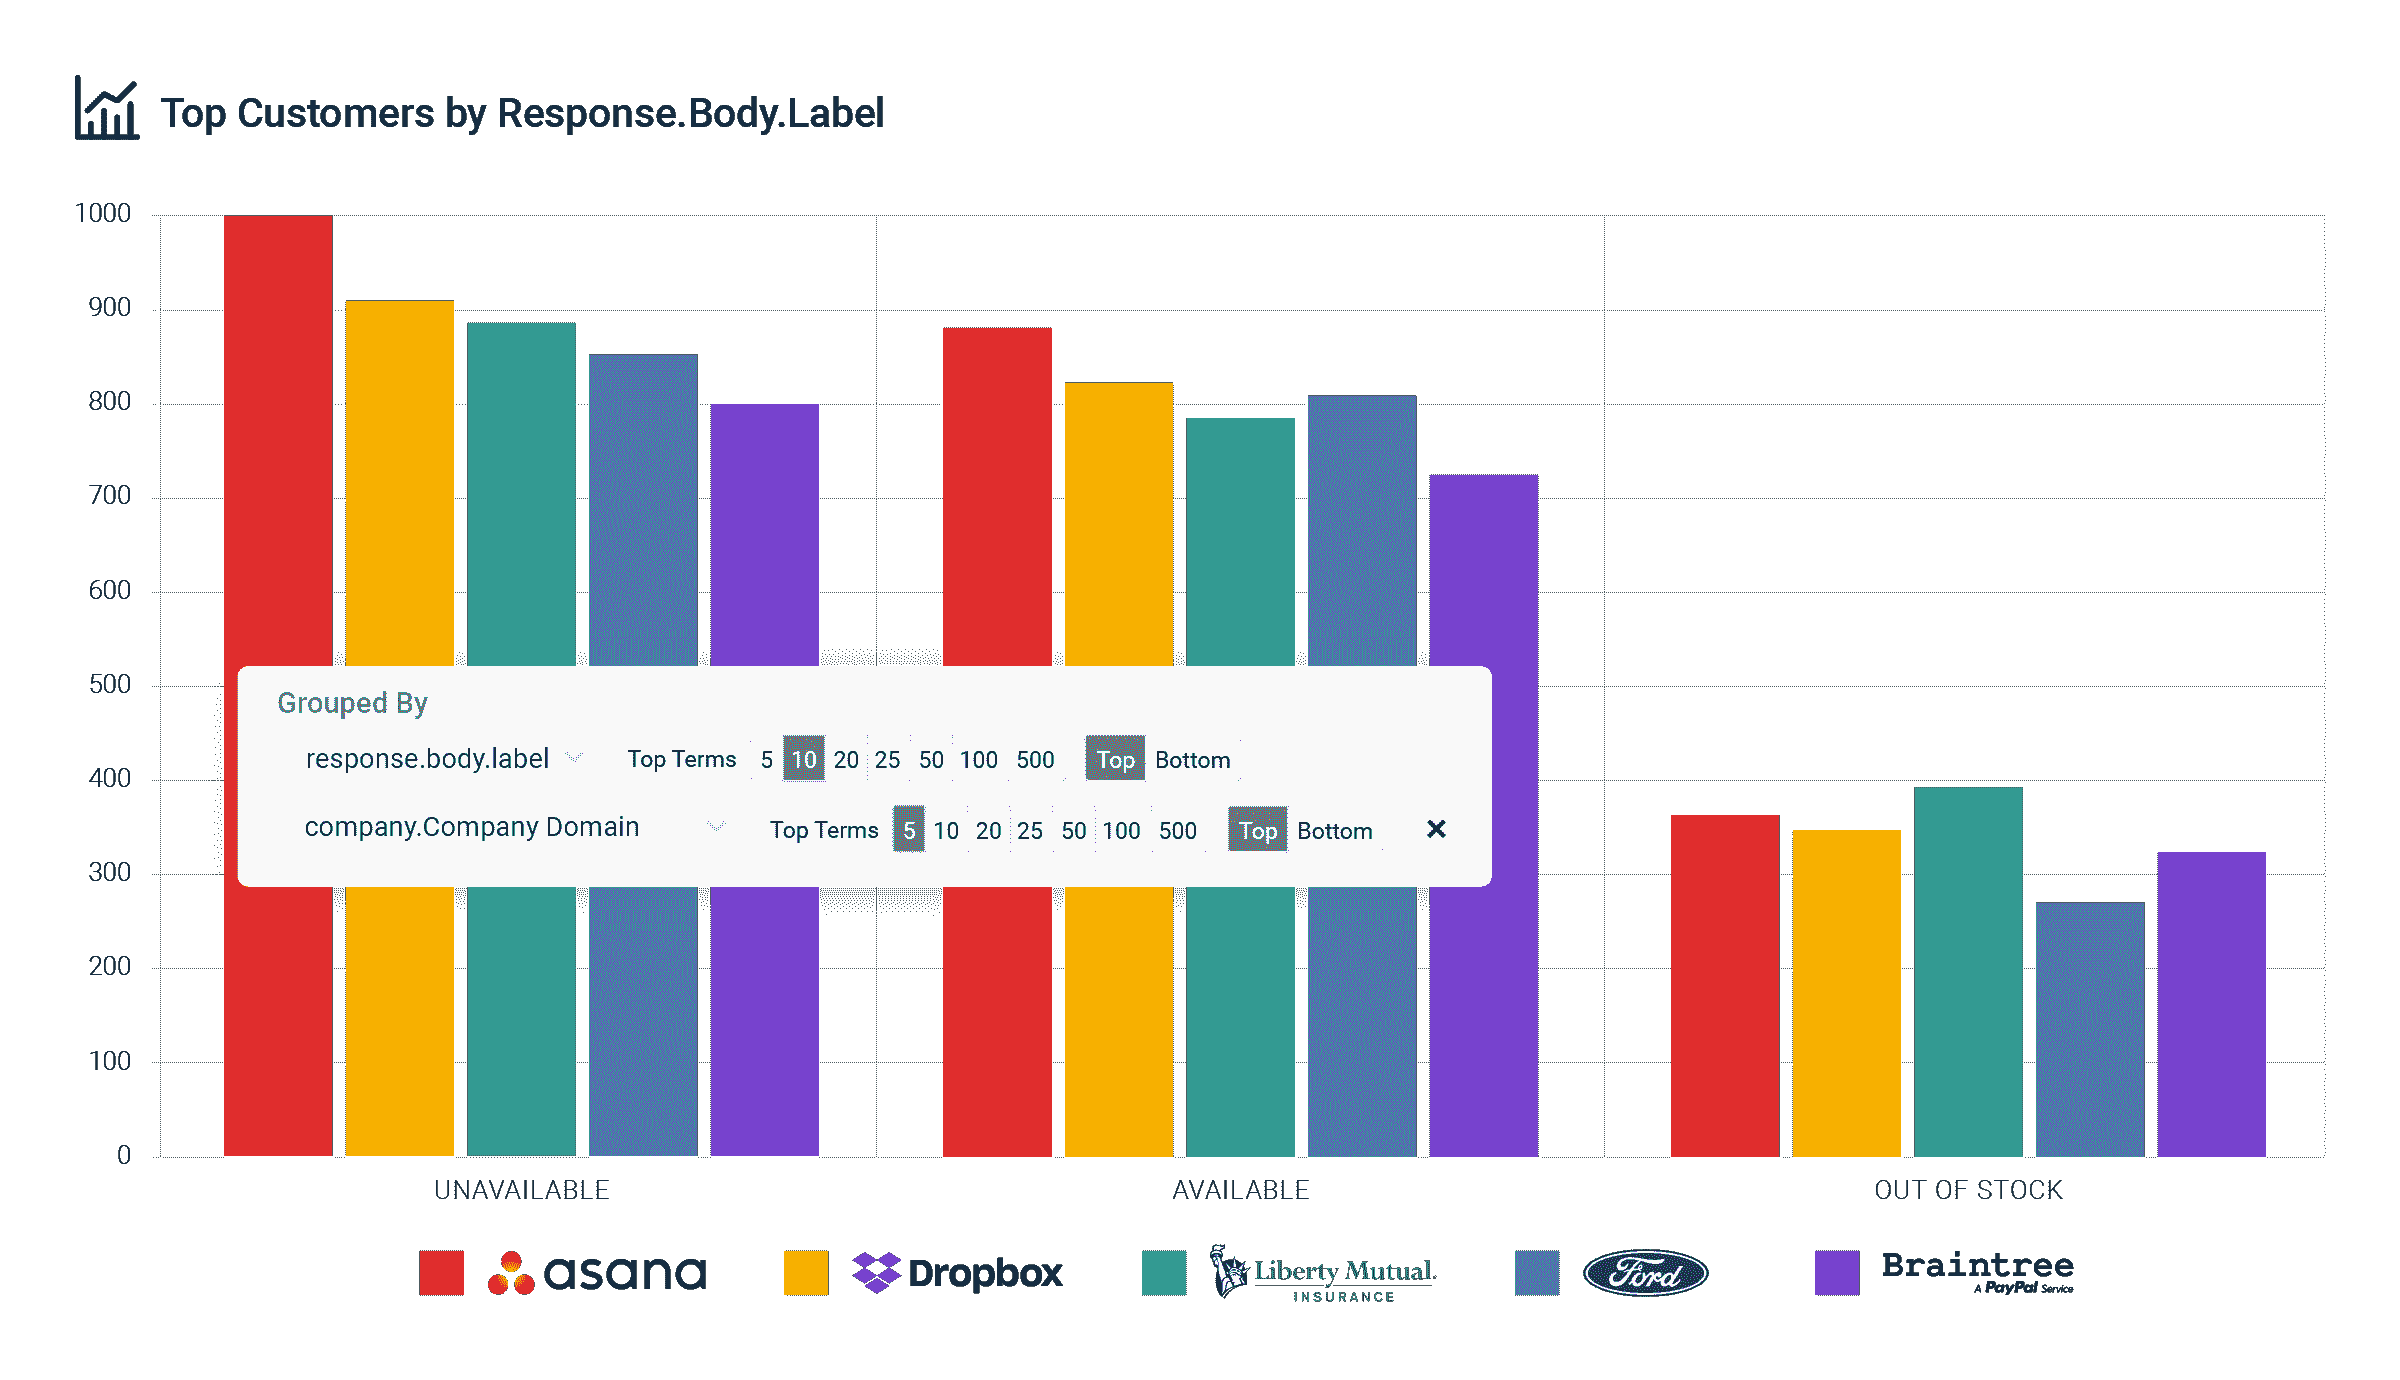 Top Customers by Response.Body.Label
1000
900
800
700
600
500
400
300
200
100
0
Grouped By
response.body.label Top Terms 5 10 20 25 50 100 500 Top Bottom
company.Company Domain Top Terms 5 10 20 25 50 100 500 Top Bottom
UNAVAILABLE AVAILABLE OUT OF STOCK
asana Dropbox Liberty Mutual. Ford Braintree
INSURANCE A PayPal Service